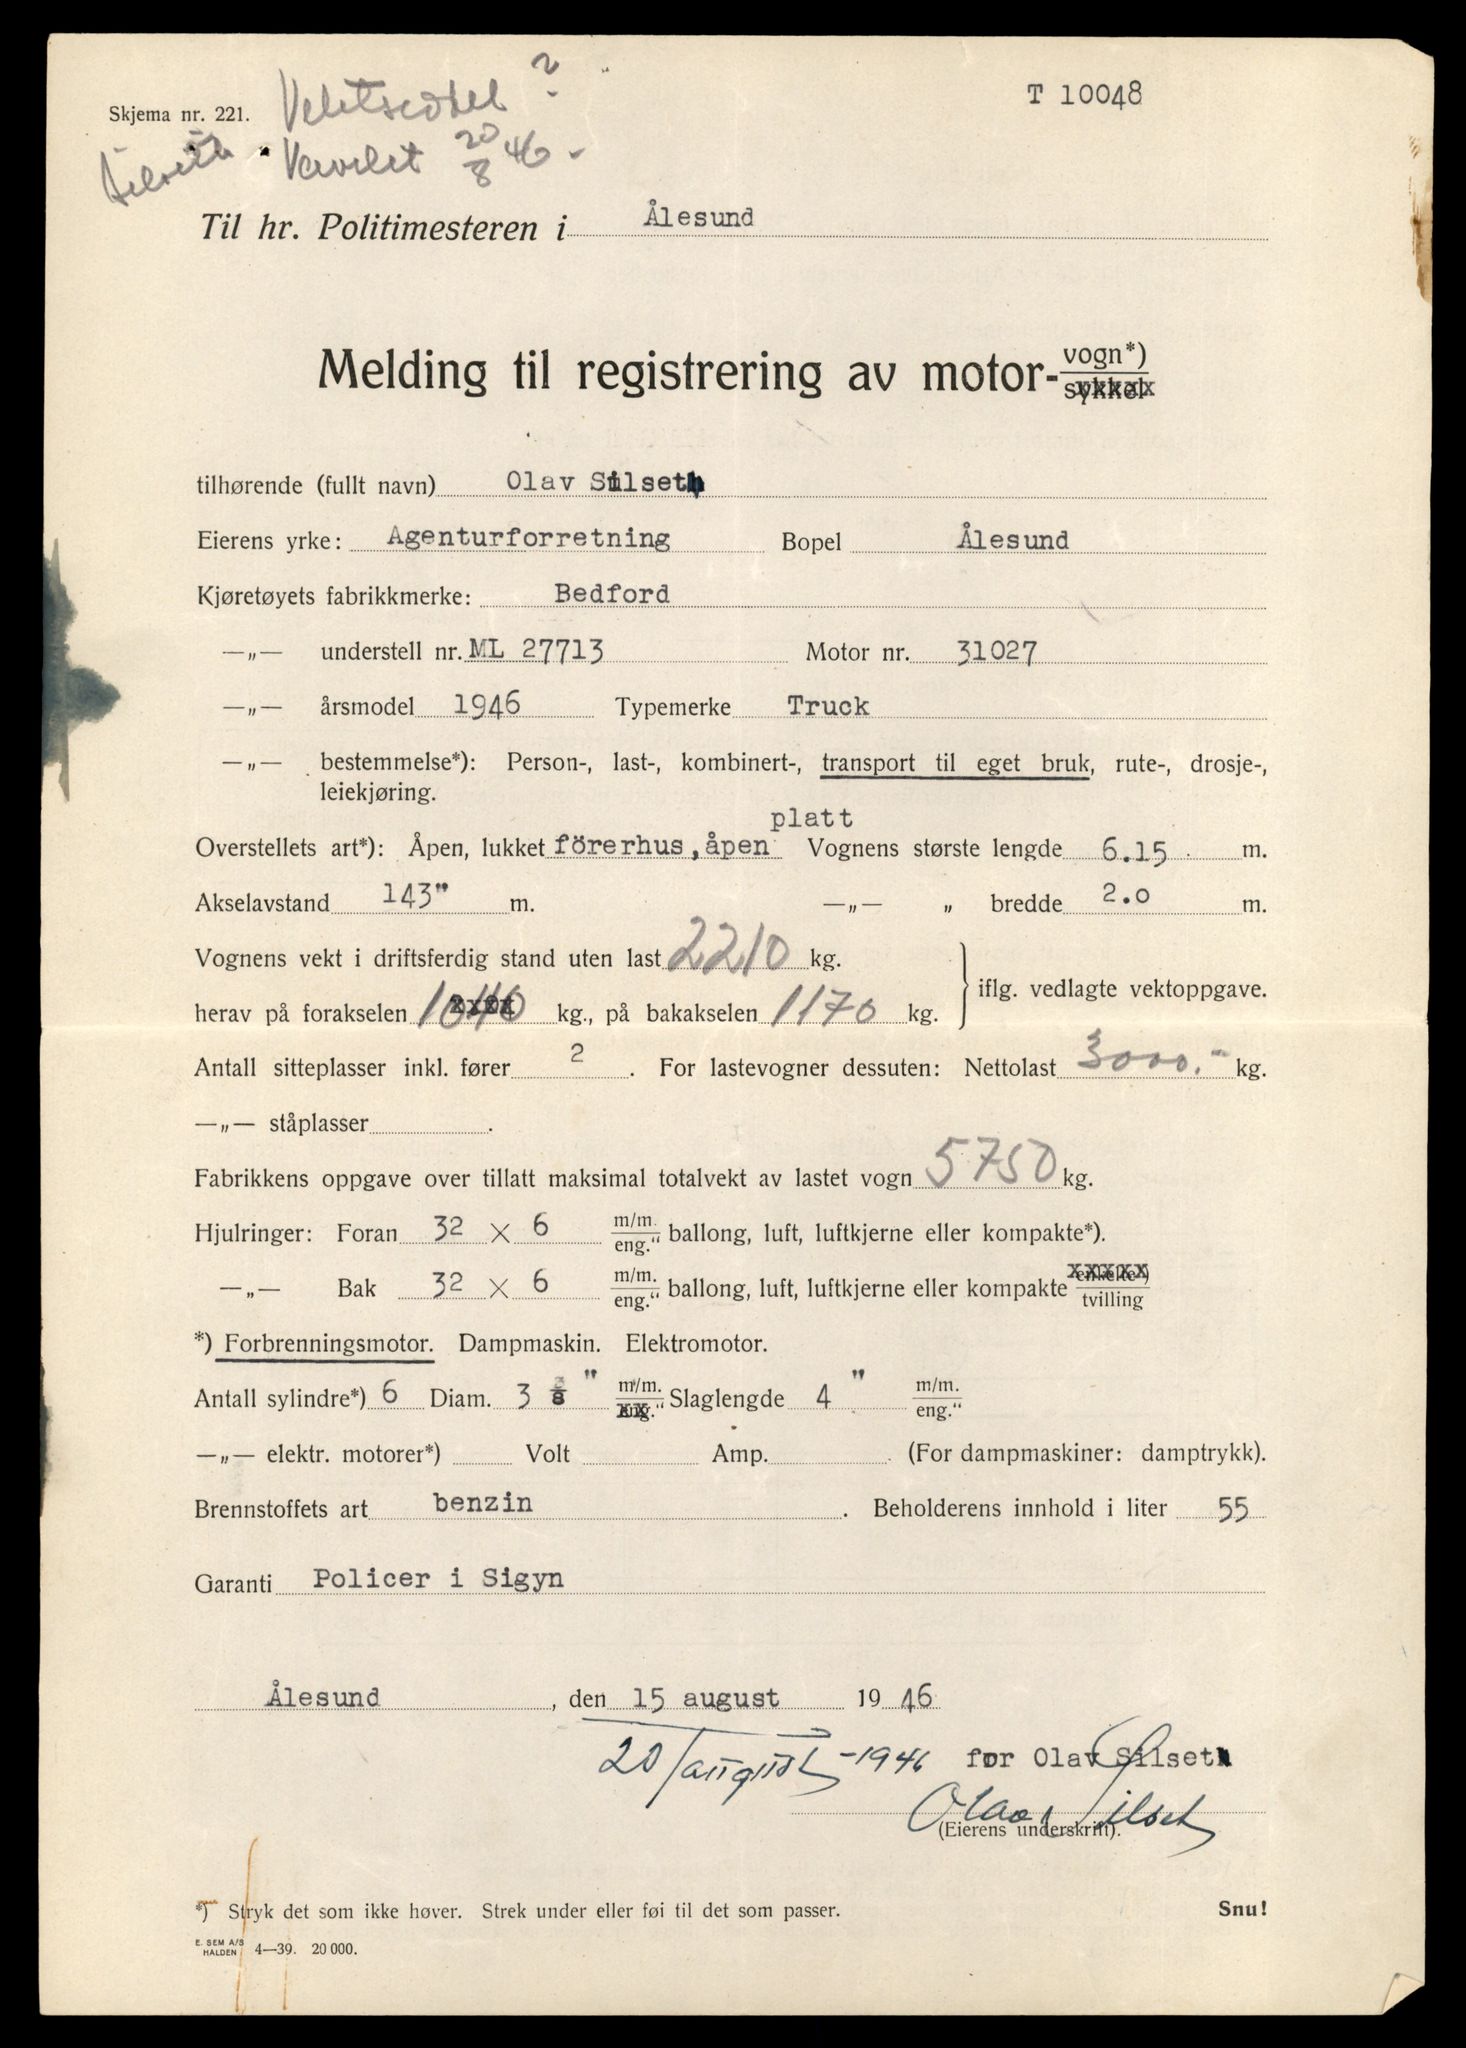 T 10048
Skjema nr. 221. Vektseddel ?
20/8 46 -
Til hr. Politimesteren i Ålesund
Melding til registrering av motor-vogn*)
sykkel
tilhørende (fullt navn) Olav Silseth
Eierens yrke: Agenturforretning Bopel Ålesund
Kjøretøyets fabrikkmerke: Bedford
—„— understell nr. ML 27713 Motor nr. 31027
—„— årsmodel 1946 Typemerke Truck
—„— bestemmelse*): Person-, last-, kombinert-, transport til eget bruk, rute-, drosje-,
leiekjøring.
platt
Overstellets art*): Åpen, lukket förerhus, åpen Vognens største lengde 6.15 m.
Akselavstand 143" m. —„— „ bredde 2.0 m.
Vognens vekt i driftsferdig stand uten last 2210 kg.
herav på forakselen 1040 kg., på bakakselen 1170 kg. } iflg. vedlagte vektoppgave.
Antall sitteplasser inkl. fører 2. For lastevogner dessuten: Nettolast 3000.- kg.
—„— ståplasser .
Fabrikkens oppgave over tillatt maksimal totalvekt av lastet vogn 5750 kg.
Hjulringer: Foran 32 × 6 m/m. eng.“ ballong, luft, luftkjerne eller kompakte*).
—„— Bak 32 × 6 m/m. eng.“ ballong, luft, luftkjerne eller kompakte enkelte*) tvilling
*) Forbrenningsmotor. Dampmaskin. Elektromotor.
Antall sylindre*) 6 Diam. 3 3/8 " m/m. eng.“ Slaglengde 4 " m/m. eng.“
—„— elektr. motorer*) Volt Amp. . (For dampmaskiner: damptrykk).
Brennstoffets art benzin . Beholderens innhold i liter 55
Garanti Policer i Sigyn
Ålesund, den 15 august 1946
20/august -1946 for Olav Silseth
Olav Silset
(Eierens underskrift).
*) Stryk det som ikke høver. Strek under eller føi til det som passer. Snu!
E. SEM A/S
HALDEN 4—39. 20 000.